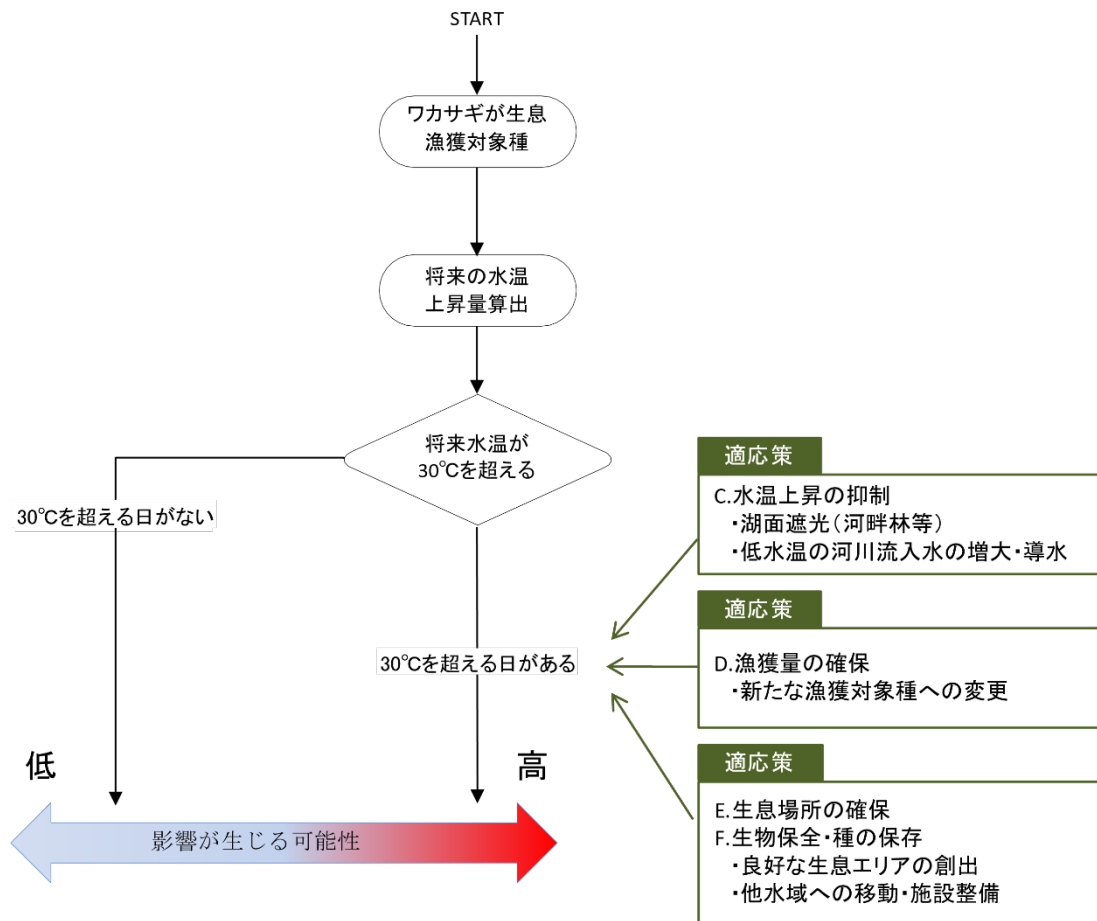 START
ワカサギが生息
漁獲対象種
将来の水温
上昇量算出
将来水温が
30℃を超える
30℃を超える日がない
30℃を超える日がある
低
高
影響が生じる可能性
適応策
C.水温上昇の抑制
・湖面遮光(河畔林等)
・低水温の河川流入水の増大・導水
適応策
D.漁獲量の確保
・新たな漁獲対象種への変更
適応策
E.生息場所の確保
F.生物保全・種の保存
・良好な生息エリアの創出
・他水域への移動・施設整備